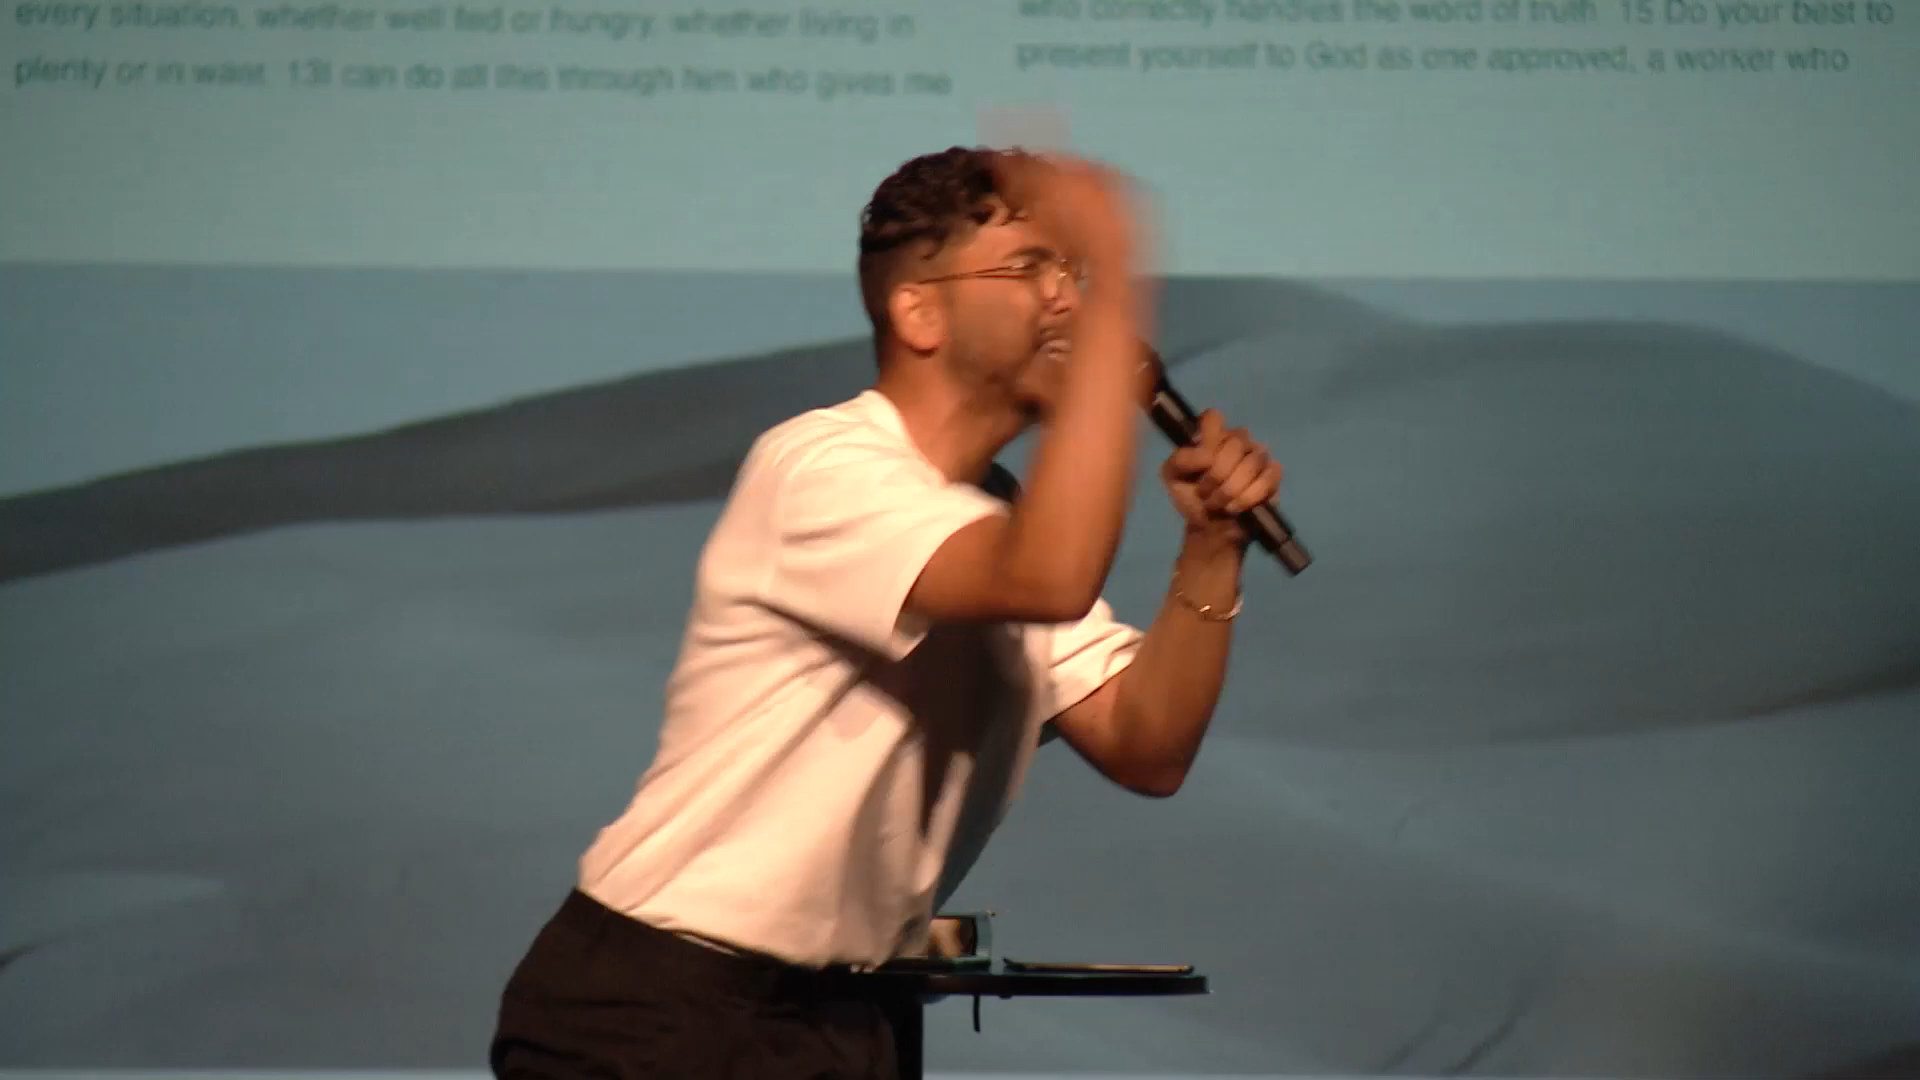 every situation, whether well fed or hungry, whether living in
plenty or in want. 13I can do all this through him who gives me
who correctly handles the word of truth. 15 Do your best to
present yourself to God as one approved, a worker who